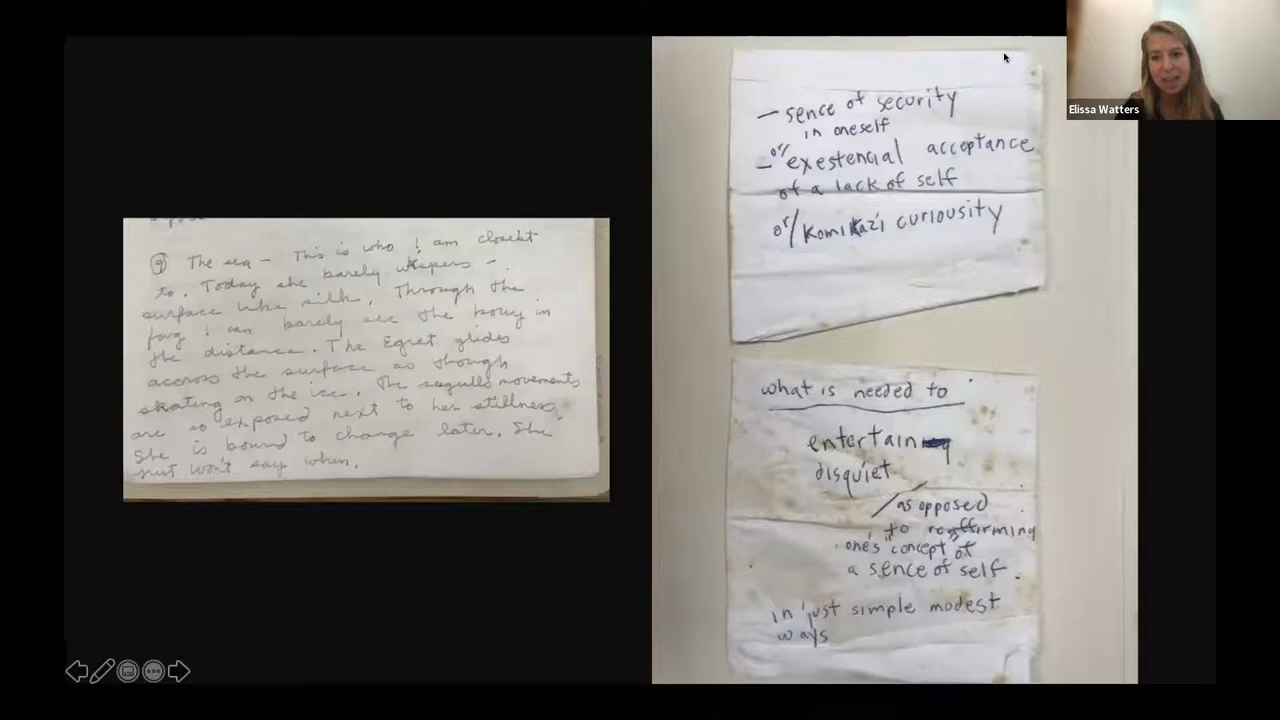 ⑨ The sea – This is who I am closest
to. Today she barely whispers –
surface like silk. Through the
forg I can barely see the bouy in
the distance. The Egret glides
accross the surface as though
skating on the ice. The seagulls movements
are so exposed next to her stillness.
She is bound to change later. She
just won't say when.
– sence of security
in oneself
– or/ exestencial acceptance
of a lack of self
or/ Komikazi curiousity
what is needed to
entertain
disquiet
/ as opposed
to reaffirming
one's "concept" of
a sence of self.
in just simple modest
ways
Elissa Watters